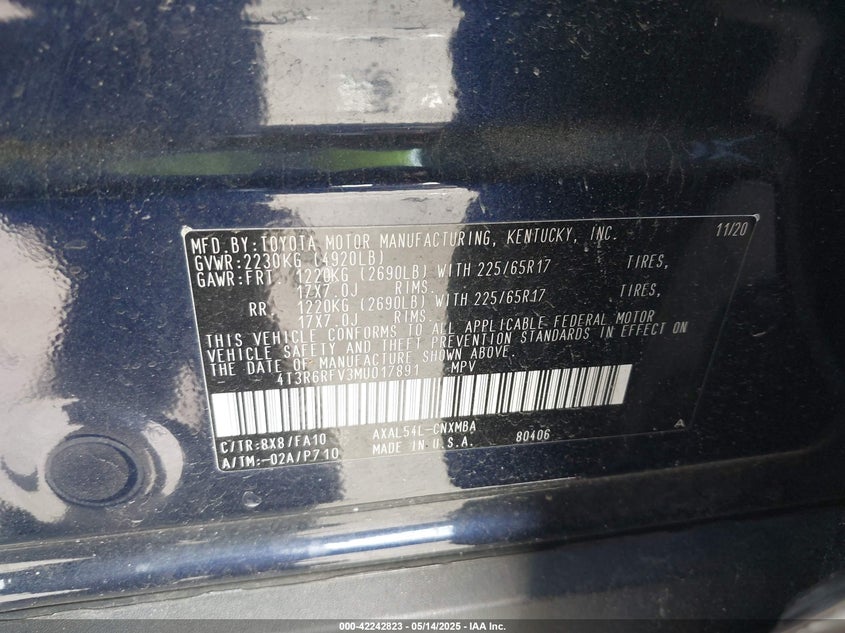 MFD. BY: TOYOTA MOTOR MANUFACTURING, KENTUCKY, INC. 11/20
GVWR: 2230KG (4920LB)
GAWR: FRT 1220KG (2690LB) WITH 225/65R17 TIRES,
17X7.0J RIMS.
RR 1220KG (2690LB) WITH 225/65R17 TIRES,
17X7.0J RIMS.
THIS VEHICLE CONFORMS TO ALL APPLICABLE FEDERAL MOTOR
VEHICLE SAFETY AND THEFT PREVENTION STANDARDS IN EFFECT ON
THE DATE OF MANUFACTURE SHOWN ABOVE.
4T3R6RFV3MU017891 MPV
C/TR: 8X8/FA10 AXAL54L-CNXMBA A
A/TM: -02A/P710 MADE IN U.S.A. 80406
000-42242823 — 05/14/2025 - IAA Inc.